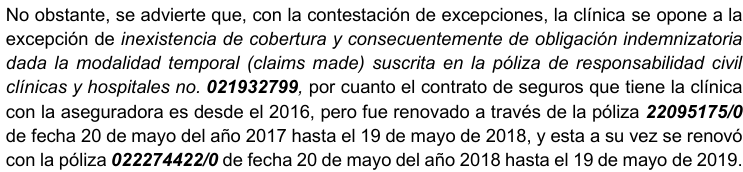 No obstante, se advierte que, con la contestación de excepciones, la clínica se opone a la
excepción de inexistencia de cobertura y consecuentemente de obligación indemnizatoria
dada la modalidad temporal (claims made) suscrita en la póliza de responsabilidad civil
clínicas y hospitales no. 021932799, por cuanto el contrato de seguros que tiene la clínica
con la aseguradora es desde el 2016, pero fue renovado a través de la póliza 22095175/0
de fecha 20 de mayo del año 2017 hasta el 19 de mayo de 2018, y esta a su vez se renovó
con la póliza 022274422/0 de fecha 20 de mayo del año 2018 hasta el 19 de mayo de 2019.